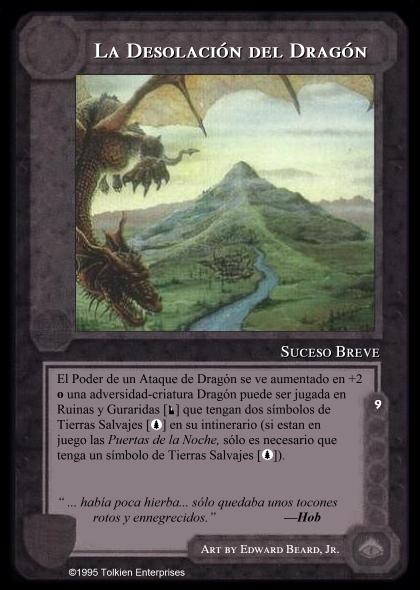 LA DESOLACIÓN DEL DRAGÓN
SUCESO BREVE
El Poder de un Ataque de Dragón se ve aumentado en +2
o una adversidad-criatura Dragón puede ser jugada en
Ruinas y Guraridas [] que tengan dos símbolos de
Tierras Salvajes [] en su intinerario (si estan en
juego las Puertas de la Noche, sólo es necesario que
tenga un símbolo de Tierras Salvajes []).
9
“ ... había poca hierba... sólo quedaba unos tocones
rotos y ennegrecidos.” —Hob
ART BY EDWARD BEARD, JR.
©1995 Tolkien Enterprises